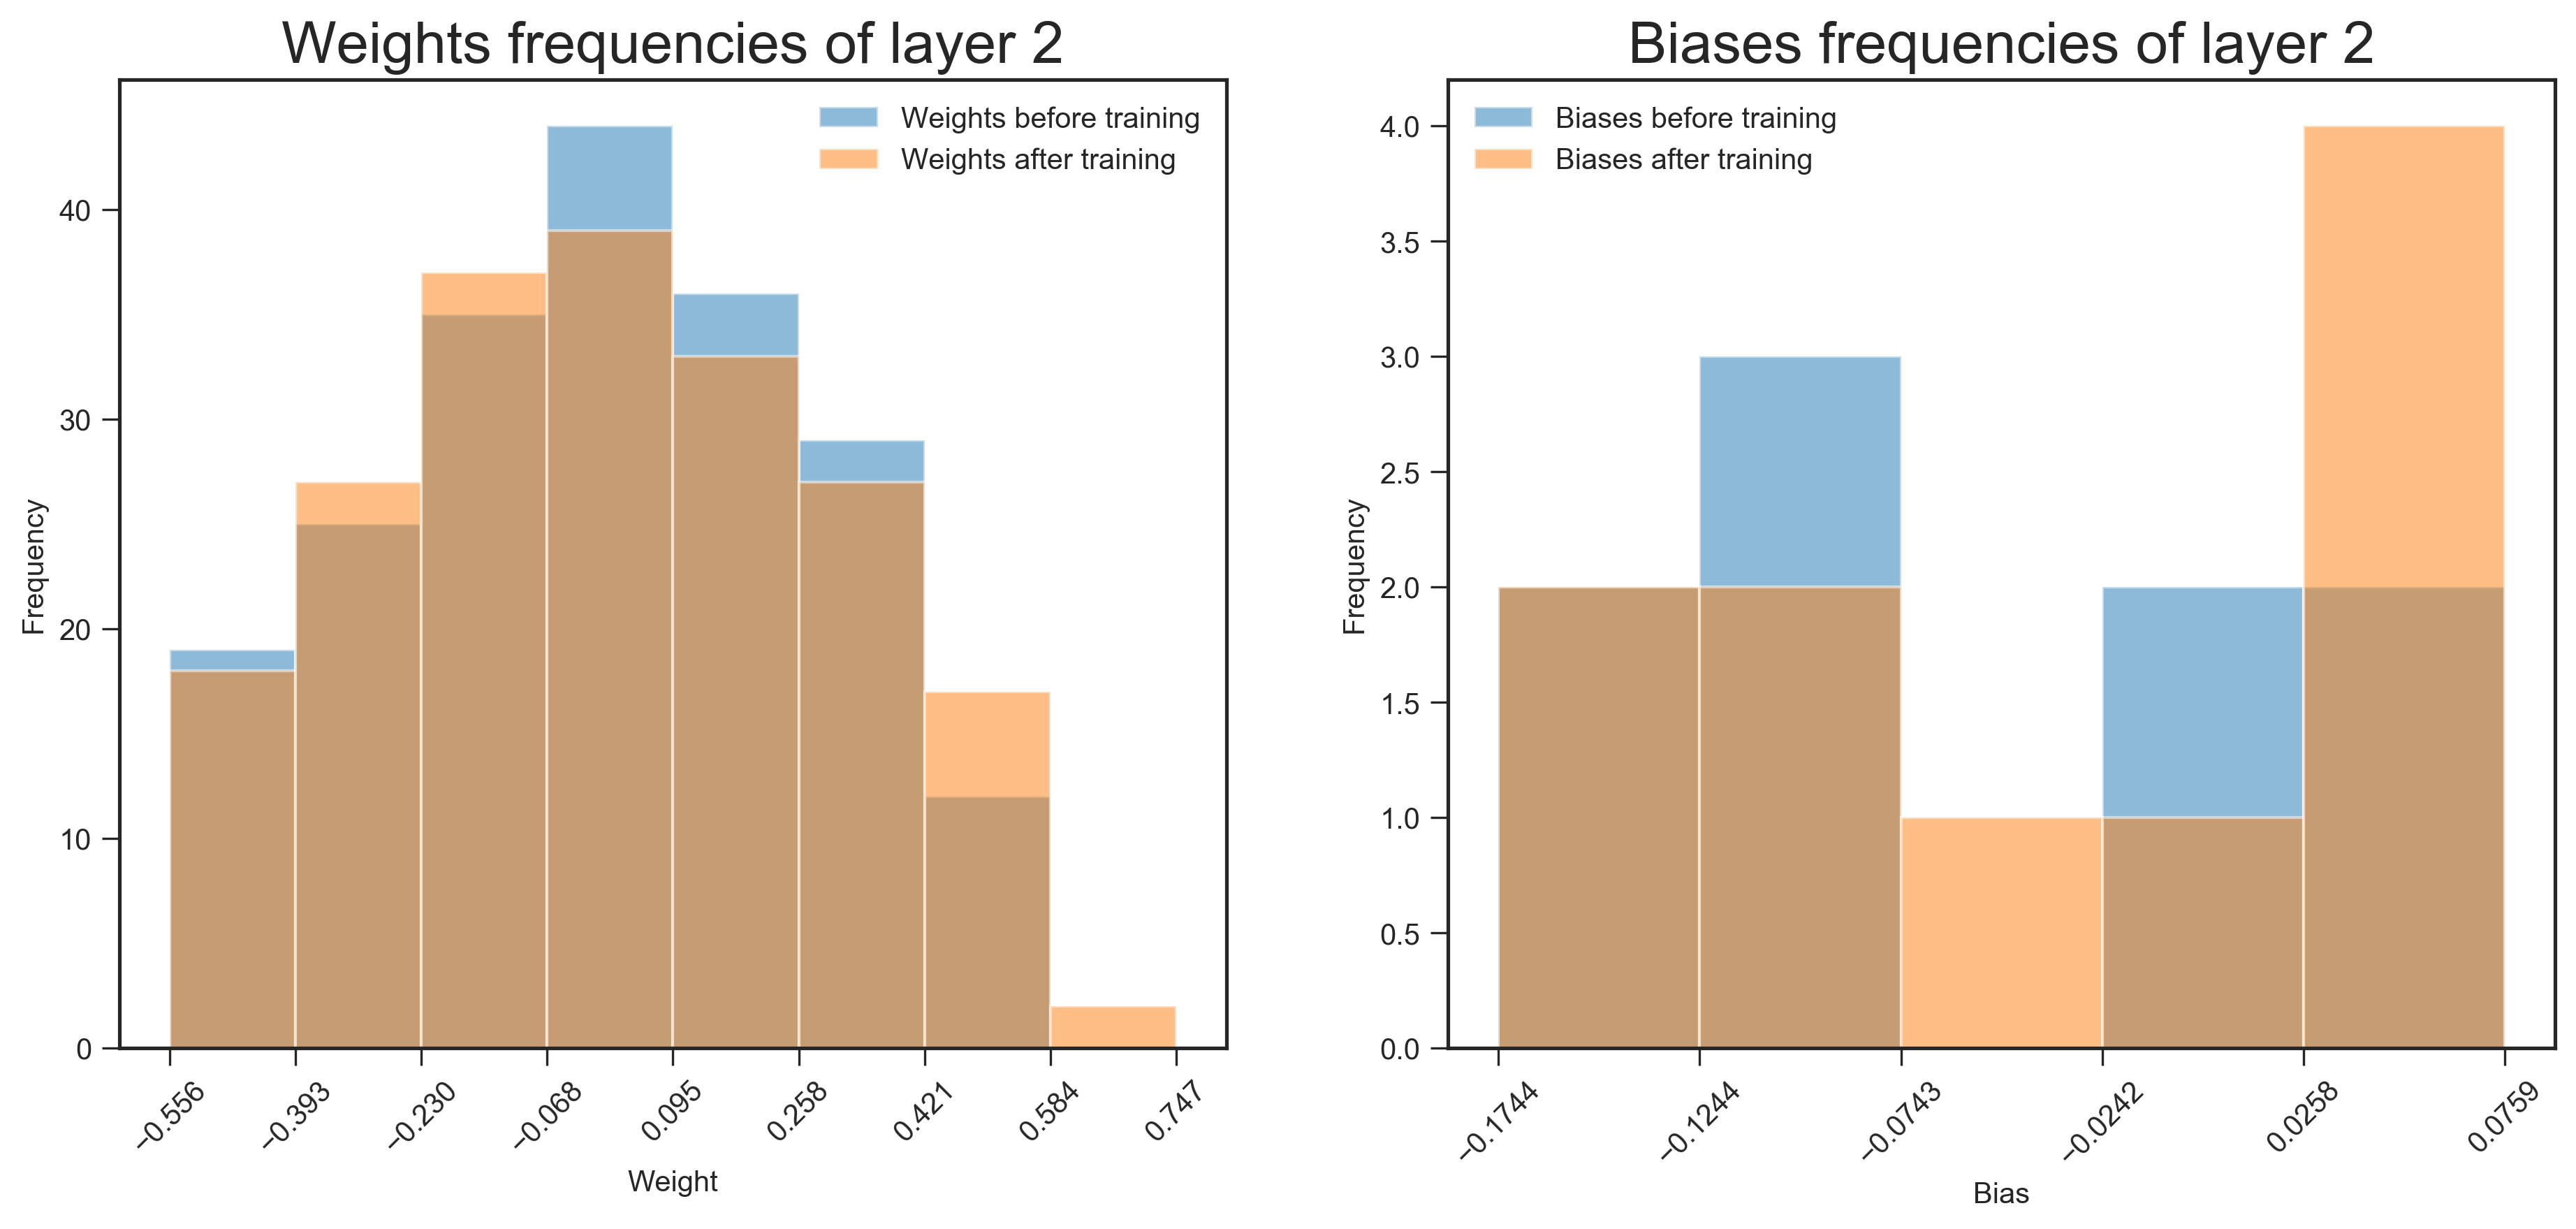 Weights frequencies of layer 2
Weights before training
Weights after training
40
30
20
10
0
Frequency
−0.556
−0.393
−0.230
−0.068
0.095
0.258
0.421
0.584
0.747
Weight
Biases frequencies of layer 2
Biases before training
Biases after training
4.0
3.5
3.0
2.5
2.0
1.5
1.0
0.5
0.0
Frequency
−0.1744
−0.1244
−0.0743
−0.0242
0.0258
0.0759
Bias